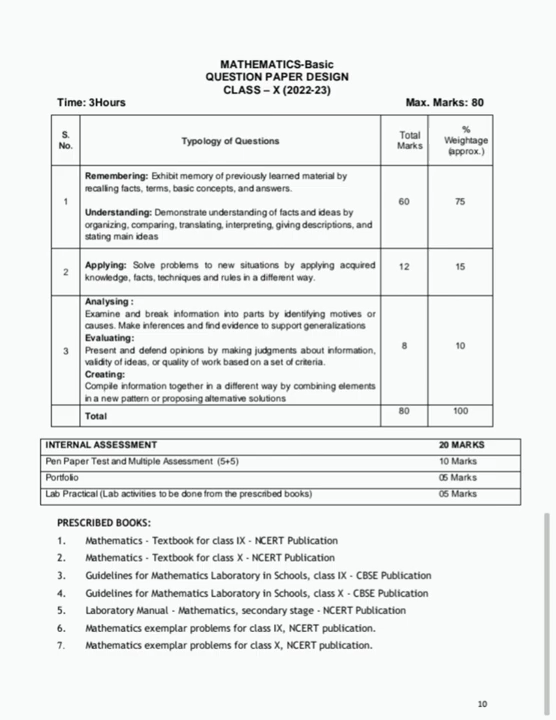 MATHEMATICS-Basic
QUESTION PAPER DESIGN
CLASS – X (2022-23)
Time: 3Hours Max. Marks: 80
S. No. Typology of Questions Total Marks % Weightage (approx.)
1
Remembering: Exhibit memory of previously learned material by
recalling facts, terms, basic concepts, and answers.
Understanding: Demonstrate understanding of facts and ideas by
organizing, comparing, translating, interpreting, giving descriptions, and
stating main ideas
60 75
2
Applying: Solve problems to new situations by applying acquired
knowledge, facts, techniques and rules in a different way.
12 15
3
Analysing :
Examine and break information into parts by identifying motives or
causes. Make inferences and find evidence to support generalizations
Evaluating:
Present and defend opinions by making judgments about information,
validity of ideas, or quality of work based on a set of criteria.
Creating:
Compile information together in a different way by combining elements
in a new pattern or proposing alternative solutions
8 10
Total 80 100
INTERNAL ASSESSMENT 20 MARKS
Pen Paper Test and Multiple Assessment (5+5) 10 Marks
Portfolio 05 Marks
Lab Practical (Lab activities to be done from the prescribed books) 05 Marks
PRESCRIBED BOOKS:
1. Mathematics - Textbook for class IX - NCERT Publication
2. Mathematics - Textbook for class X - NCERT Publication
3. Guidelines for Mathematics Laboratory in Schools, class IX - CBSE Publication
4. Guidelines for Mathematics Laboratory in Schools, class X - CBSE Publication
5. Laboratory Manual - Mathematics, secondary stage - NCERT Publication
6. Mathematics exemplar problems for class IX, NCERT publication.
7. Mathematics exemplar problems for class X, NCERT publication.
10